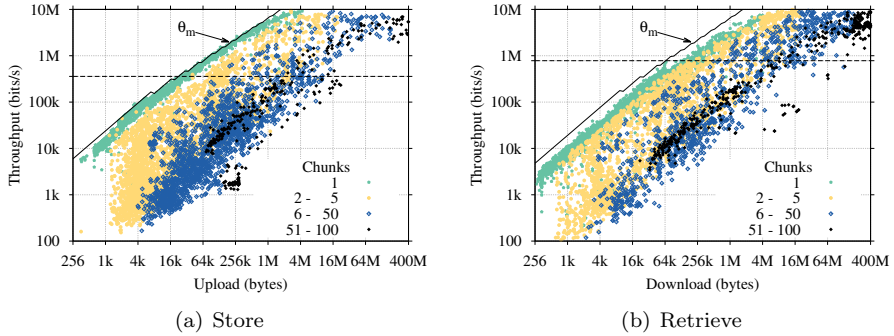 10M
1M
100k
10k
1k
100
Throughput (bits/s)
θm
Chunks
1
2 - 5
6 - 50
51 - 100
256 1k 4k 16k 64k 256k 1M 4M 16M 64M 400M
Upload (bytes)
(a) Store
10M
1M
100k
10k
1k
100
Throughput (bits/s)
θm
Chunks
1
2 - 5
6 - 50
51 - 100
256 1k 4k 16k 64k 256k 1M 4M 16M 64M 400M
Download (bytes)
(b) Retrieve